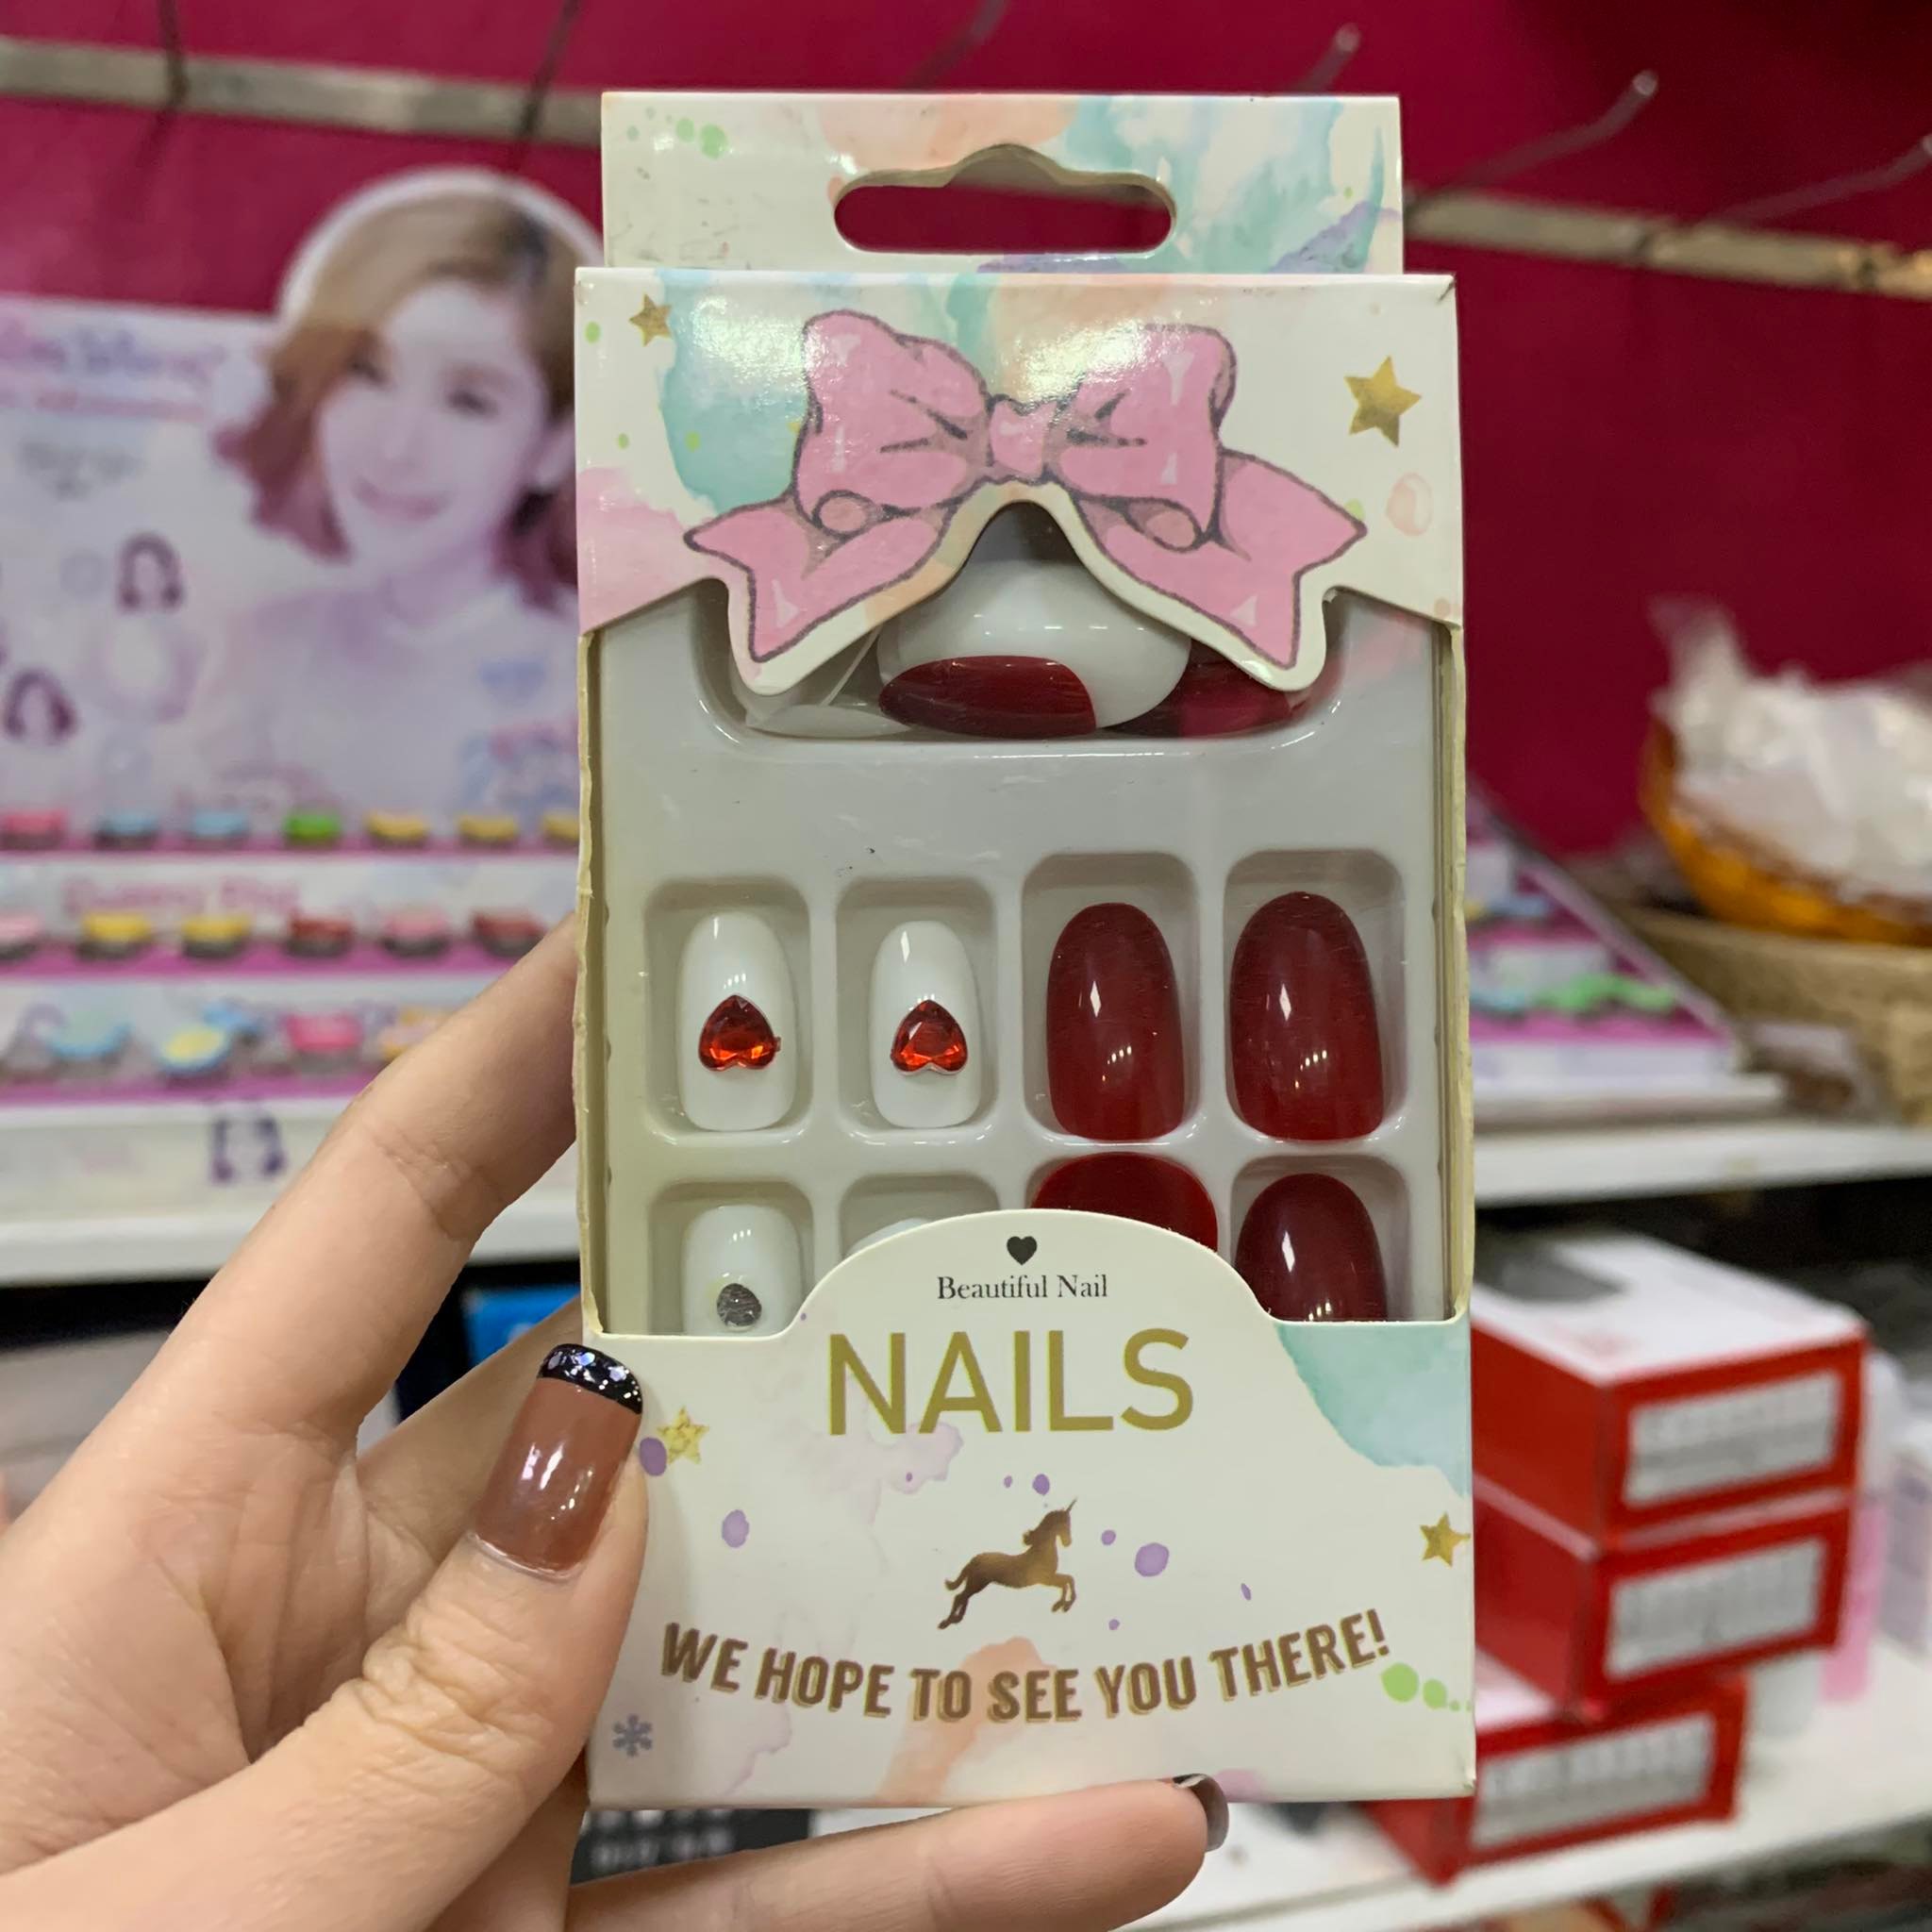 Beautiful Nail
NAILS
WE HOPE TO SEE YOU THERE!